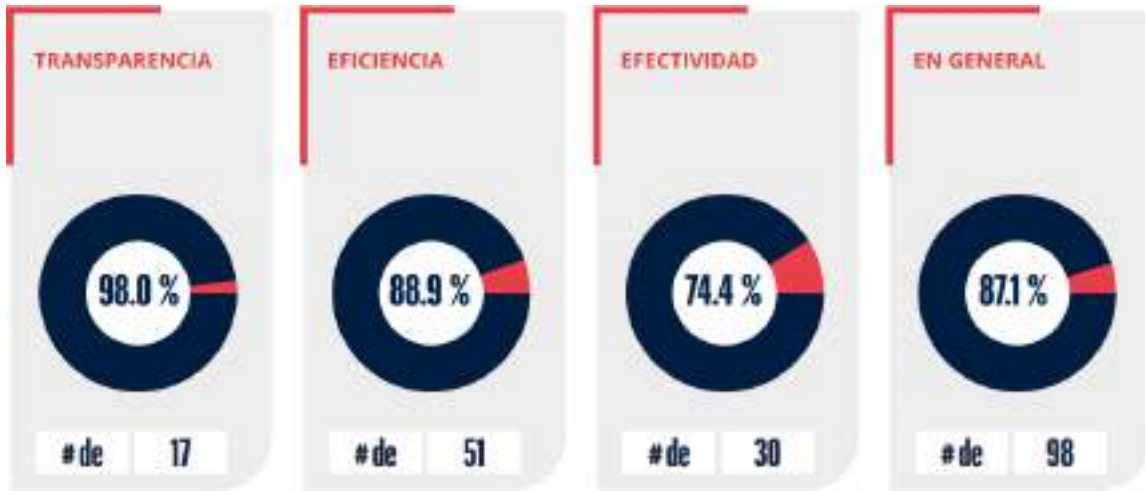 TRANSPARENCIA
98.0 %
# de 17
EFICIENCIA
88.9 %
# de 51
EFECTIVIDAD
74.4 %
# de 30
EN GENERAL
87.1 %
# de 98